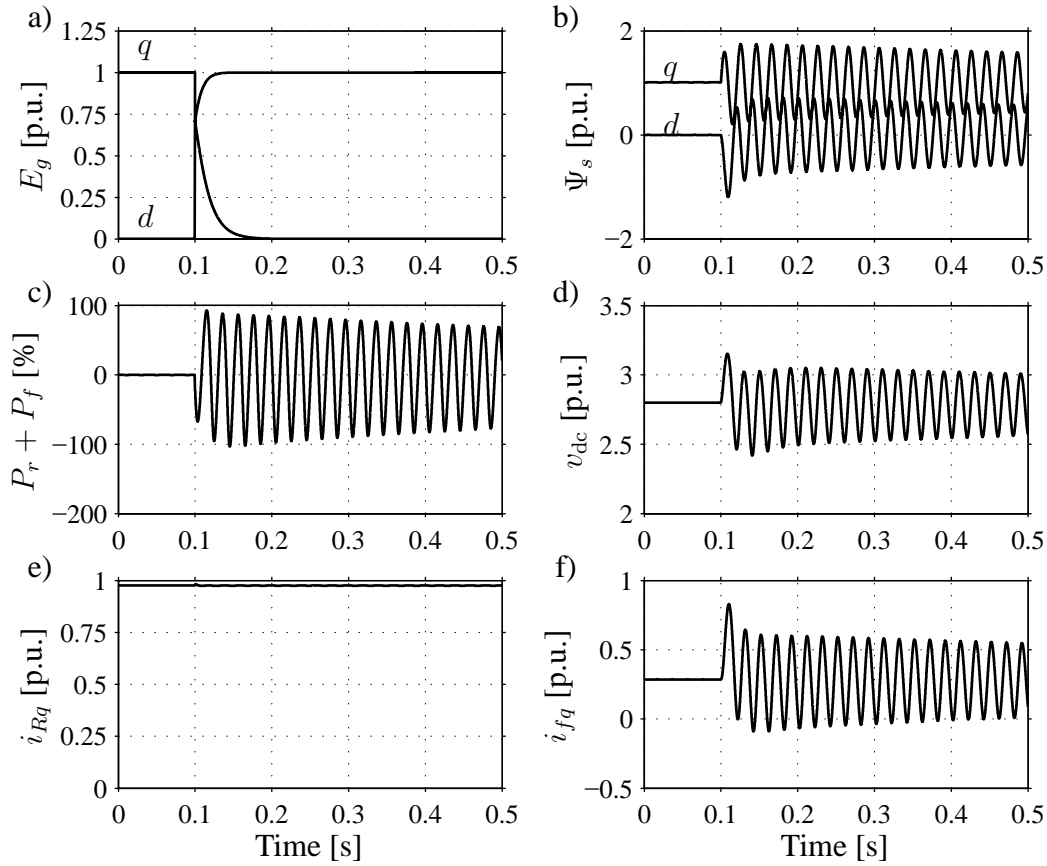 a)
E_g [p.u.]
1.25
1
0.75
0.5
0.25
0
q
d
0 0.1 0.2 0.3 0.4 0.5
b)
Ψ_s [p.u.]
2
0
−2
q
d
0 0.1 0.2 0.3 0.4 0.5
c)
P_r + P_f [%]
100
0
−100
−200
0 0.1 0.2 0.3 0.4 0.5
d)
v_dc [p.u.]
3.5
3
2.5
2
0 0.1 0.2 0.3 0.4 0.5
e)
i_Rq [p.u.]
1
0.75
0.5
0.25
0
0 0.1 0.2 0.3 0.4 0.5
Time [s]
f)
i_fq [p.u.]
1
0.5
0
−0.5
0 0.1 0.2 0.3 0.4 0.5
Time [s]